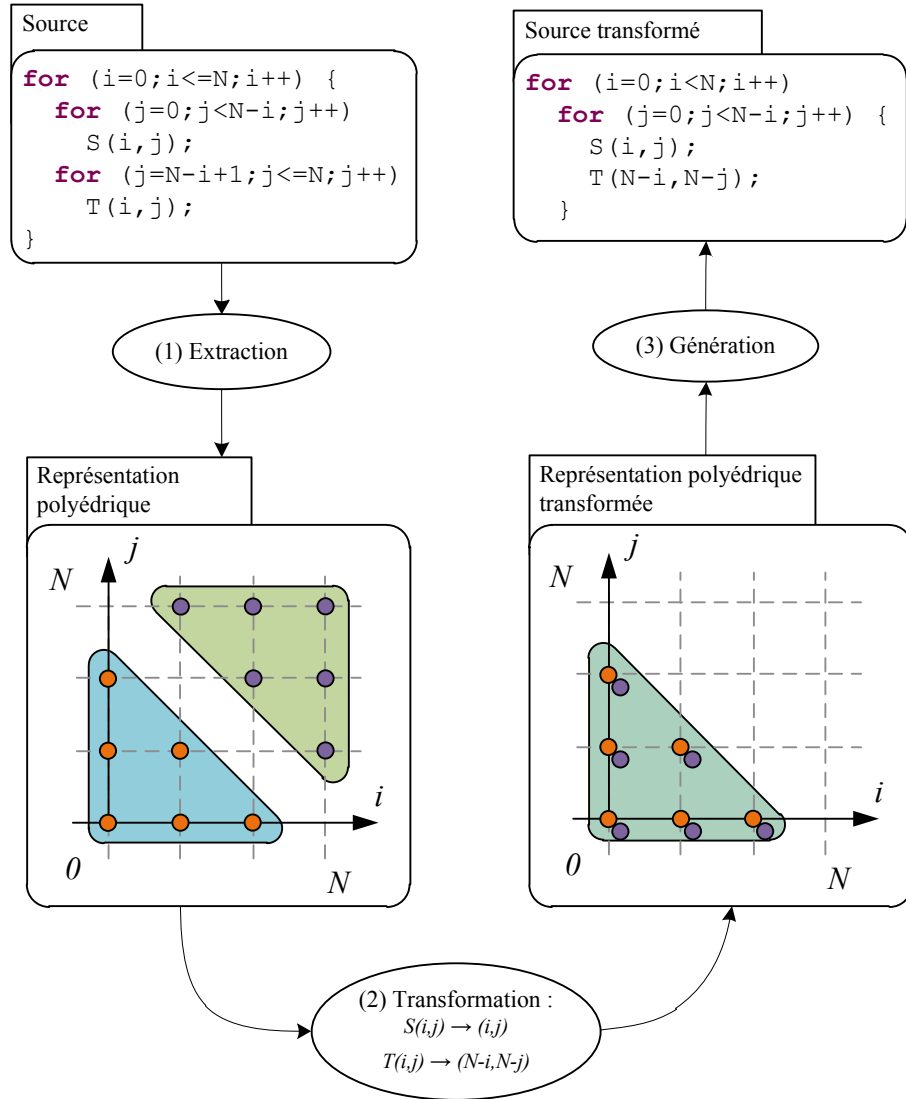 Source
for (i=0;i<=N;i++) {
for (j=0;j<N-i;j++)
S(i,j);
for (j=N-i+1;j<=N;j++)
T(i,j);
}
(1) Extraction
Représentation
polyédrique
j
N
i
0
N
(2) Transformation :
S(i,j) → (i,j)
T(i,j) → (N-i,N-j)
Représentation polyédrique
transformée
j
N
i
0
N
(3) Génération
Source transformé
for (i=0;i<N;i++)
for (j=0;j<N-i;j++) {
S(i,j);
T(N-i,N-j);
}